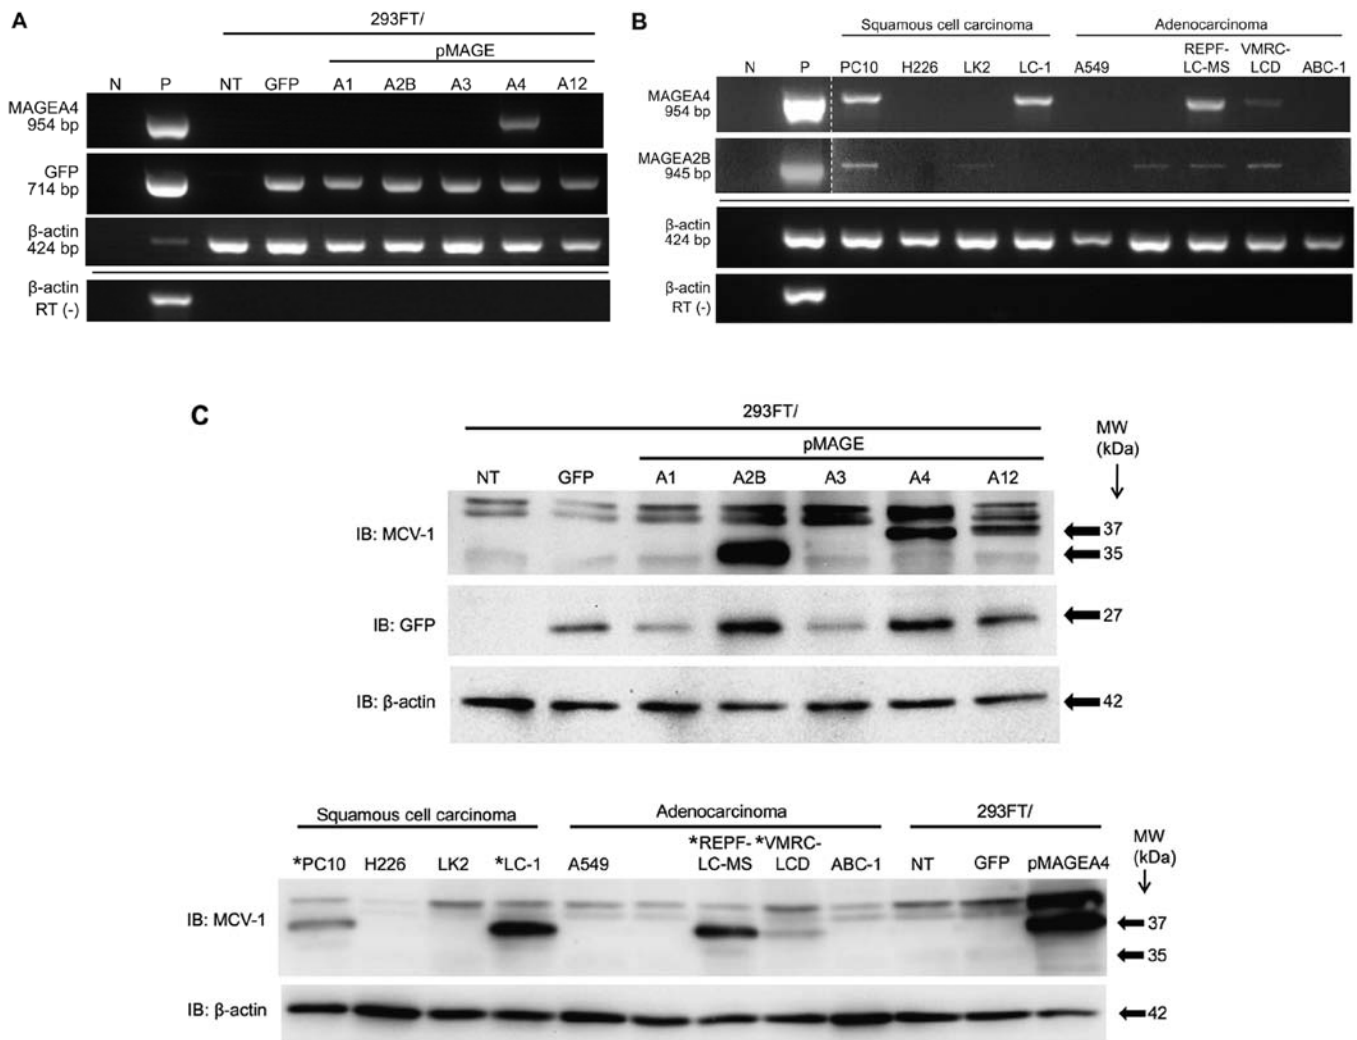 A
293FT/
pMAGE
N P NT GFP A1 A2B A3 A4 A12
MAGEA4
954 bp
GFP
714 bp
β-actin
424 bp
β-actin
RT (-)
B
Squamous cell carcinoma Adenocarcinoma
REPF- VMRC-
N P PC10 H226 LK2 LC-1 A549 LC-MS LCD ABC-1
MAGEA4
954 bp
MAGEA2B
945 bp
β-actin
424 bp
β-actin
RT (-)
C
293FT/
pMAGE
MW
(kDa)
NT GFP A1 A2B A3 A4 A12
IB: MCV-1
37
35
IB: GFP
27
IB: β-actin
42
Squamous cell carcinoma Adenocarcinoma 293FT/
MW
(kDa)
*REPF- *VMRC-
*PC10 H226 LK2 *LC-1 A549 LC-MS LCD ABC-1 NT GFP pMAGEA4
IB: MCV-1
37
35
IB: β-actin
42